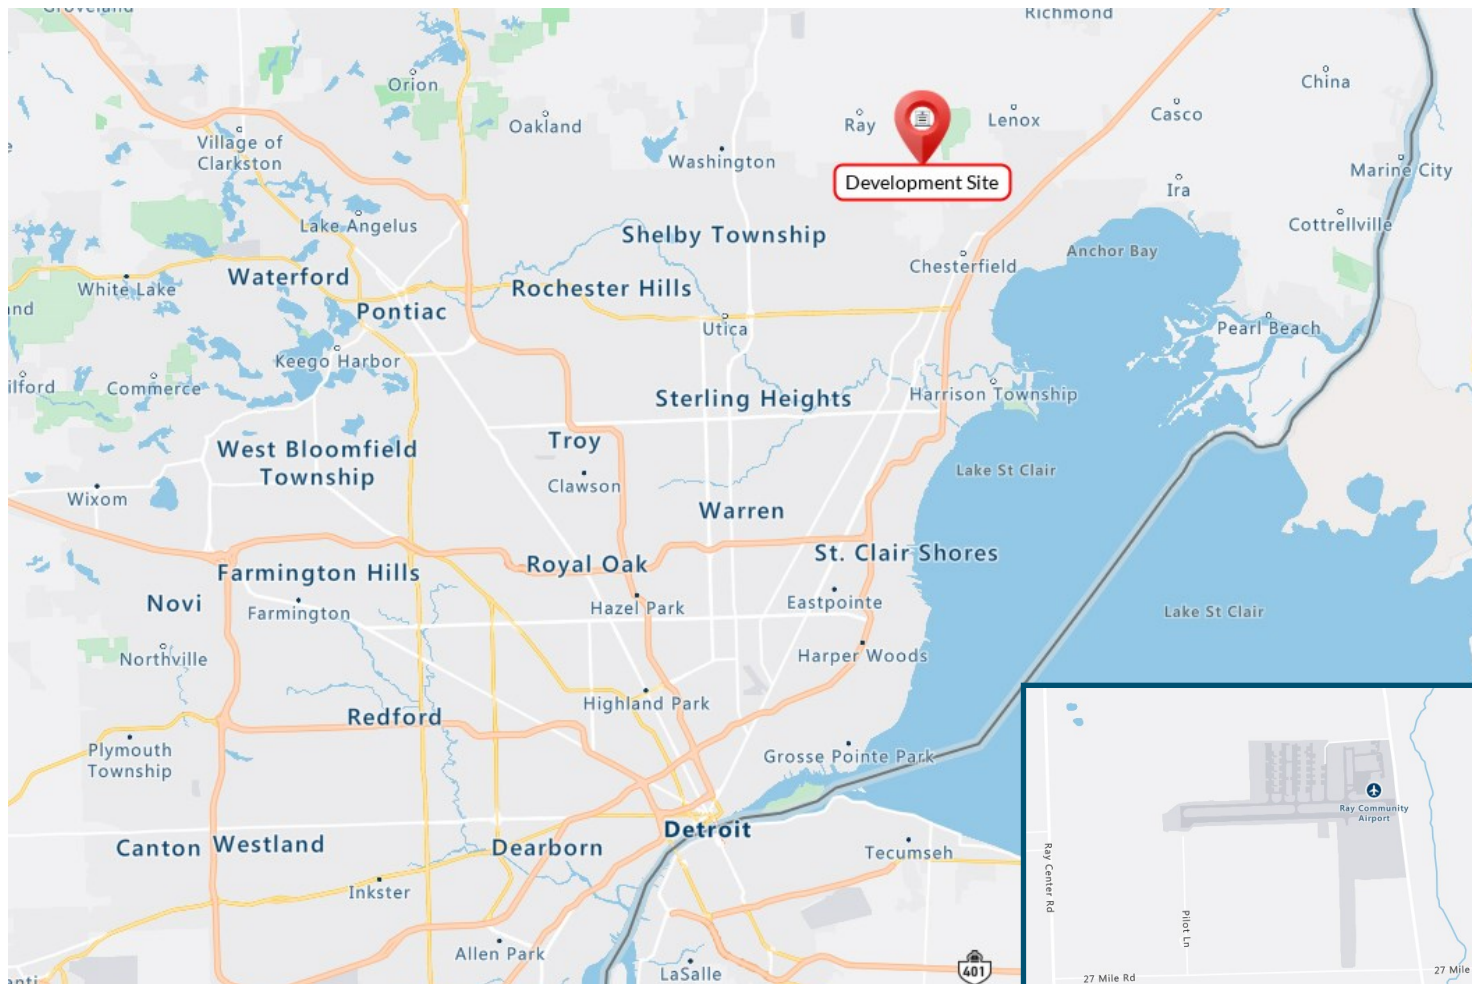 Groveland
Richmond
Orion
China
Oakland
Ray
Lenox
Casco
Village of
Clarkston
Washington
Marine City
Development Site
Ira
Lake Angelus
Shelby Township
Cottrellville
Anchor Bay
Chesterfield
Waterford
White Lake
Rochester Hills
Pontiac
Utica
Pearl Beach
Keego Harbor
Commerce
Sterling Heights
Harrison Township
Troy
West Bloomfield
Township
Lake St Clair
Clawson
Wixom
Warren
St. Clair Shores
Royal Oak
Farmington Hills
Novi
Farmington
Hazel Park
Eastpointe
Lake St Clair
Northville
Harper Woods
Highland Park
Redford
Plymouth
Township
Grosse Pointe Park
Detroit
Canton
Westland
Dearborn
Tecumseh
Inkster
Allen Park
LaSalle
401
Ray Community
Airport
Ray Center Rd
Pilot Ln
27 Mile Rd
27 Mile